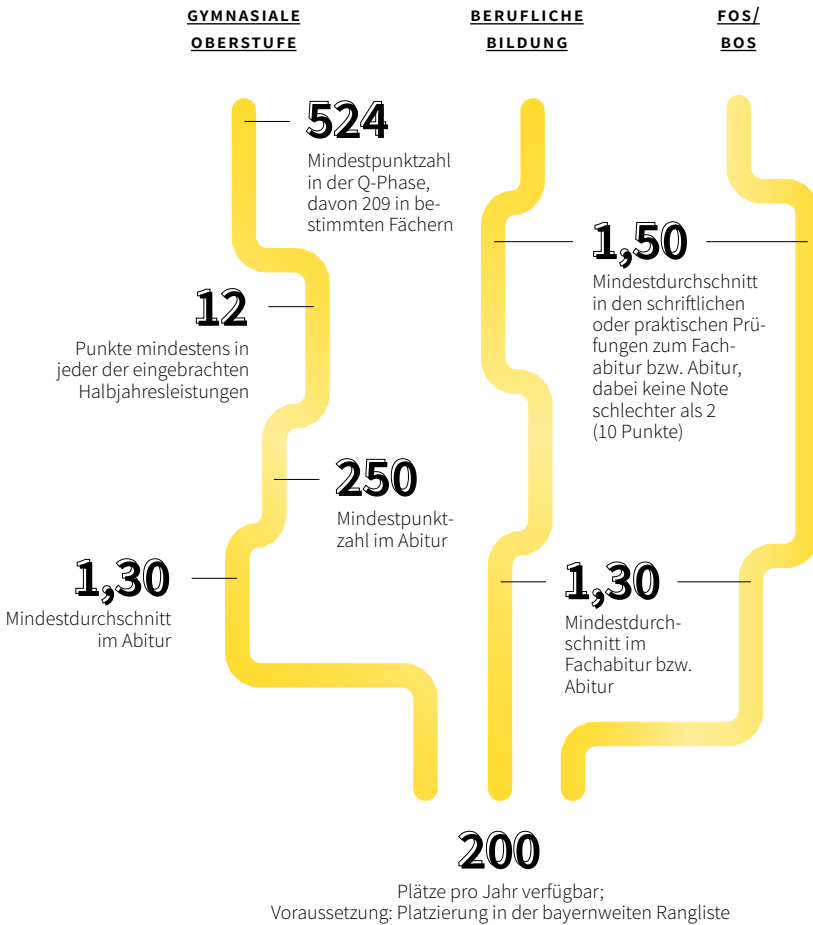 GYMNASIALE
OBERSTUFE
BERUFLICHE
BILDUNG
FOS/
BOS
524
Mindestpunktzahl
in der Q-Phase,
davon 209 in be-
stimmten Fächern
12
Punkte mindestens in
jeder der eingebrachten
Halbjahresleistungen
250
Mindestpunkt-
zahl im Abitur
1,30
Mindestdurchschnitt
im Abitur
1,50
Mindestdurchschnitt
in den schriftlichen
oder praktischen Prü-
fungen zum Fach-
abitur bzw. Abitur,
dabei keine Note
schlechter als 2
(10 Punkte)
1,30
Mindestdurch-
schnitt im
Fachabitur bzw.
Abitur
200
Plätze pro Jahr verfügbar;
Voraussetzung: Platzierung in der bayernweiten Rangliste